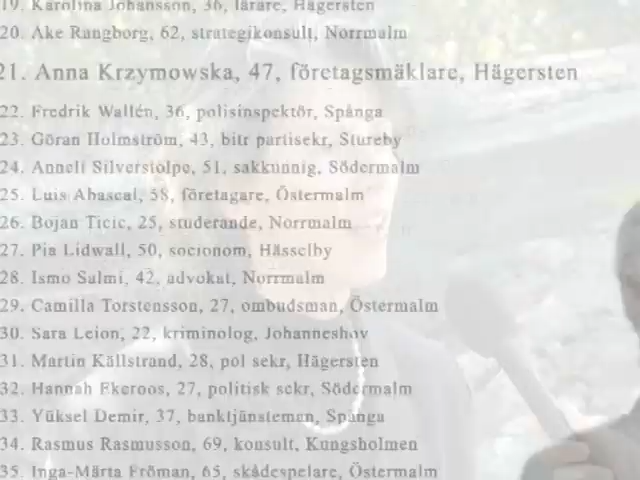 19. Karolina Johansson, 36, lärare, Hägersten
20. Åke Rangborg, 62, strategikonsult, Norrmalm
21. Anna Krzymowska, 47, företagsmäklare, Hägersten
22. Fredrik Wallén, 36, polisinspektör, Spånga
23. Göran Holmström, 43, bitr partisekr, Stureby
24. Anneli Silverstolpe, 51, sakkunnig, Södermalm
25. Luis Abascal, 58, företagare, Östermalm
26. Bojan Ticic, 25, studerande, Norrmalm
27. Pia Lidwall, 50, socionom, Hässelby
28. Ismo Salmi, 42, advokat, Norrmalm
29. Camilla Torstensson, 27, ombudsman, Östermalm
30. Sara Leion, 22, kriminolog, Johanneshov
31. Martin Källstrand, 28, pol sekr, Hägersten
32. Hannah Ekeroos, 27, politisk sekr, Södermalm
33. Yüksel Demir, 37, banktjänsteman, Spånga
34. Rasmus Rasmusson, 69, konsult, Kungsholmen
35. Inga-Märta Fröman, 65, skådespelare, Östermalm